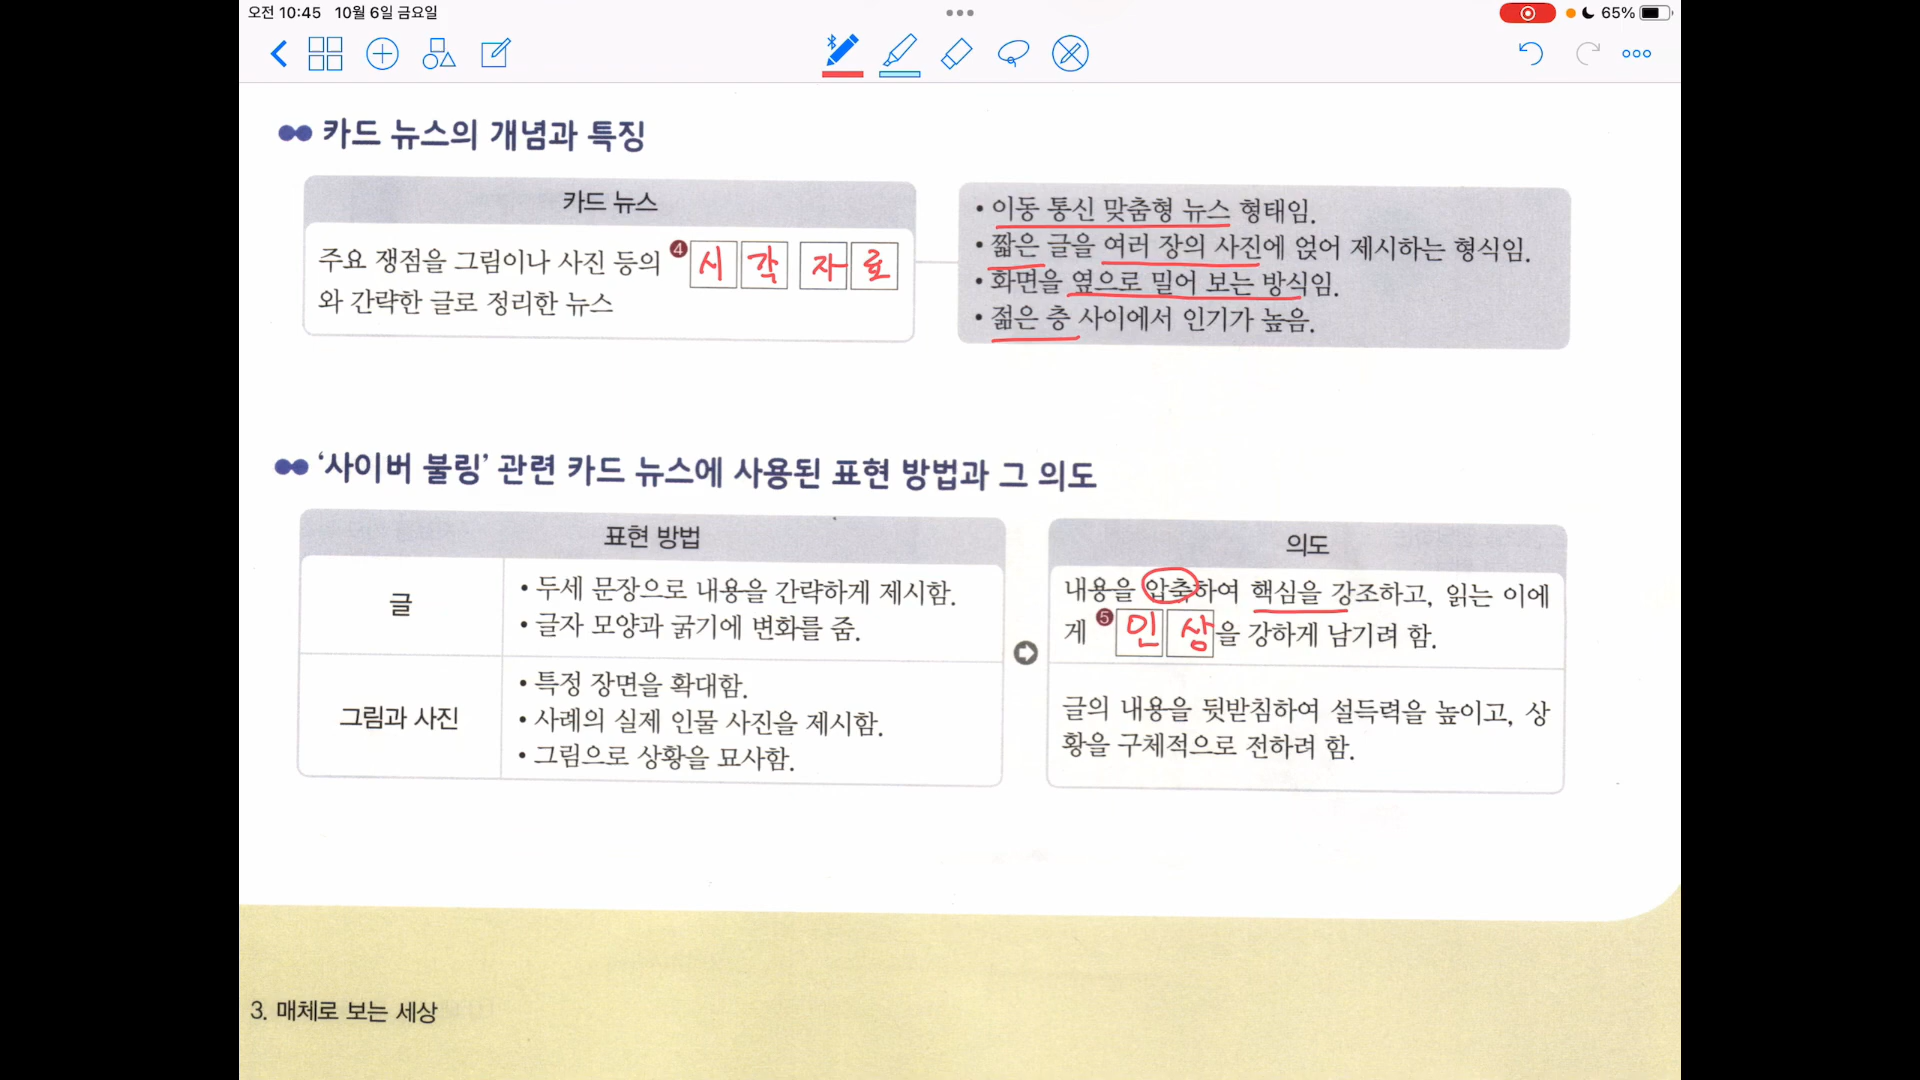 오전 10:45 10월 6일 금요일
65%
카드 뉴스의 개념과 특징
카드 뉴스
주요 쟁점을 그림이나 사진 등의 ❹ 시 각 자 료
와 간략한 글로 정리한 뉴스
• 이동 통신 맞춤형 뉴스 형태임.
• 짧은 글을 여러 장의 사진에 얹어 제시하는 형식임.
• 화면을 옆으로 밀어 보는 방식임.
• 젊은 층 사이에서 인기가 높음.
‘사이버 불링’ 관련 카드 뉴스에 사용된 표현 방법과 그 의도
표현 방법
글
• 두세 문장으로 내용을 간략하게 제시함.
• 글자 모양과 굵기에 변화를 줌.
그림과 사진
• 특정 장면을 확대함.
• 사례의 실제 인물 사진을 제시함.
• 그림으로 상황을 묘사함.
의도
내용을 압축하여 핵심을 강조하고, 읽는 이에
게 ❺ 인 상 을 강하게 남기려 함.
글의 내용을 뒷받침하여 설득력을 높이고, 상
황을 구체적으로 전하려 함.
3. 매체로 보는 세상